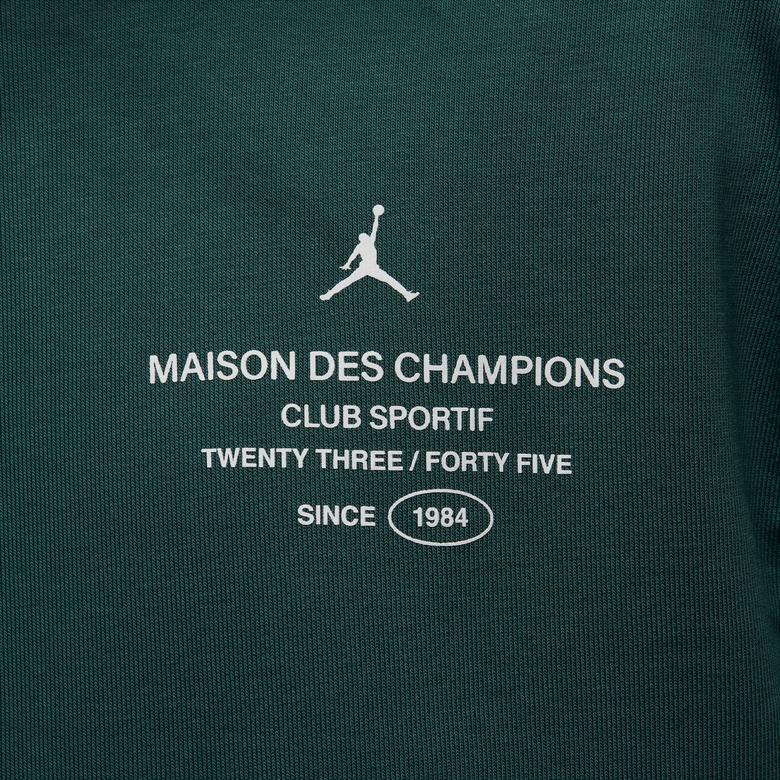 MAISON DES CHAMPIONS
CLUB SPORTIF
TWENTY THREE / FORTY FIVE
SINCE 1984